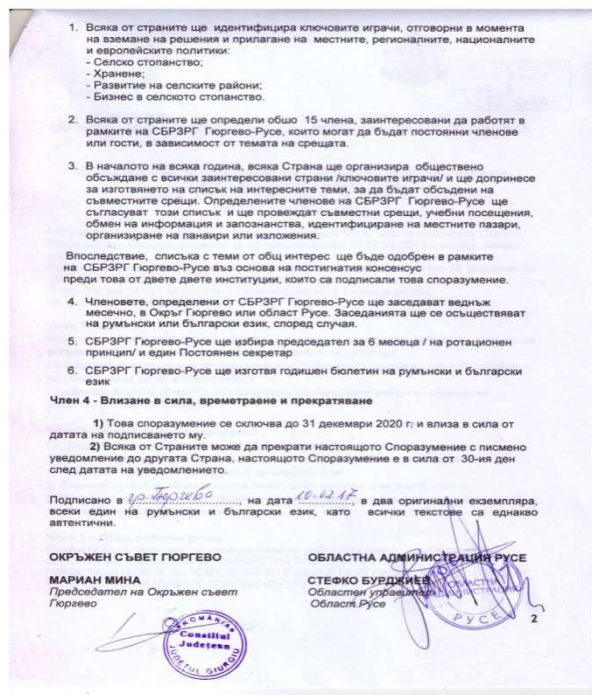 1. Всяка от страните ще идентифицира ключовите играчи, отговорни в момента
на вземане на решения и прилагане на местните, регионалните, националните
и европейските политики:
- Селско стопанство;
- Хранене;
- Развитие на селските райони;
- Бизнес в селското стопанство.
2. Всяка от страните ще определи общо 15 члена, заинтересовани да работят в
рамките на СБРЗРГ Гюргево-Русе, които могат да бъдат постоянни членове
или гости, в зависимост от темата на срещата.
3. В началото на всяка година, всяка Страна ще организира обществено
обсъждане с всички заинтересовани страни /ключовите играчи/ и ще допринесе
за изготвянето на списък на интересните теми, за да бъдат обсъдени на
съвместните срещи. Определените членове на СБРЗРГ Гюргево-Русе ще
съгласуват този списък и ще провеждат съвместни срещи, учебни посещения,
обмен на информация и запознанства, идентифициране на местните пазари,
организиране на панаири или изложения.
Впоследствие, списъка с теми от общ интерес ще бъде одобрен в рамките
на СБРЗРГ Гюргево-Русе въз основа на постигнатия консенсус
преди това от двете двете институции, които са подписали това споразумение.
4. Членовете, определени от СБРЗРГ Гюргево-Русе ще заседават веднъж
месечно, в Окръг Гюргево или област Русе. Заседанията ще се осъществяват
на румънски или български език, според случая.
5. СБРЗРГ Гюргево-Русе ще избира председател за 6 месеца / на ротационен
принцип/ и един Постоянен секретар
6. СБРЗРГ Гюргево-Русе ще изготвя годишен бюлетин на румънски и български
език
Член 4 - Влизане в сила, времетраене и прекратяване
1) Това споразумение се сключва до 31 декември 2020 г. и влиза в сила от
датата на подписването му.
2) Всяка от Страните може да прекрати настоящото Споразумение с писмено
уведомление до другата Страна, настоящото Споразумение е в сила от 30-ия ден
след датата на уведомлението.
Подписано в гр. Гюргево, на дата 10.02.17, в два оригинални екземпляра,
всеки един на румънски и български език, като всички текстове са еднакво
автентични.
ОКРЪЖЕН СЪВЕТ ГЮРГЕВО ОБЛАСТНА АДМИНИСТРАЦИЯ РУСЕ
МАРИАН МИНА СТЕФКО БУРДЖИЕВ
Председател на Окръжен съвет Областен управител
Гюргево Област Русе
2
ROMANIA
Consiliul
Judeţean
JUDEŢUL GIURGIU
ОБЛАСТНА
АДМИНИСТРАЦИЯ
РУСЕ